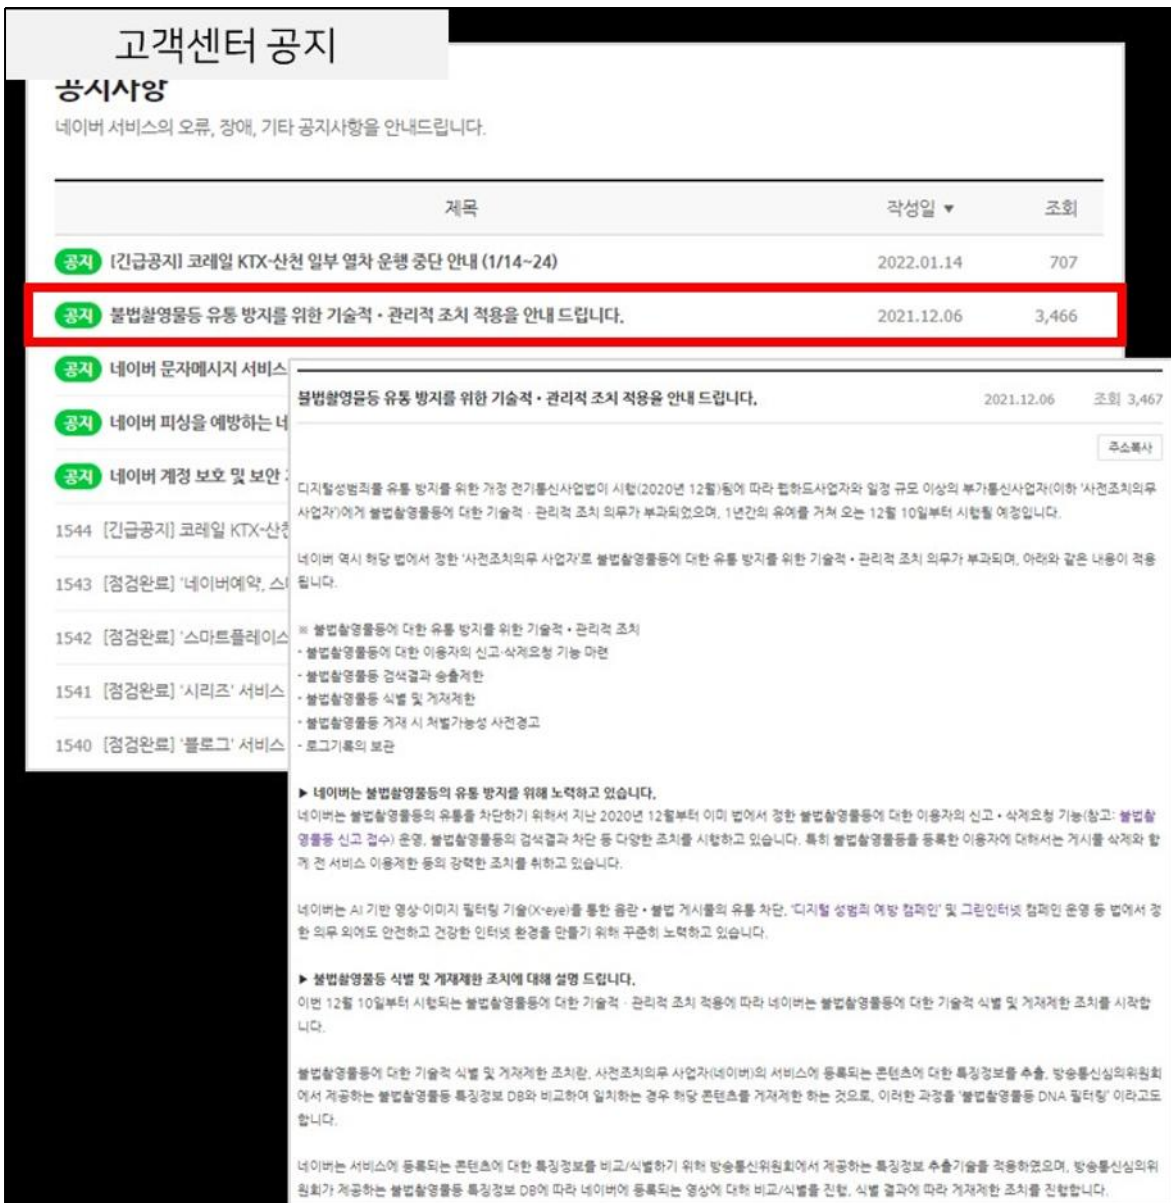 고객센터 공지
공지사항
네이버 서비스의 오류, 장애, 기타 공지사항을 안내드립니다.
제목 작성일 ▼ 조회
공지 [긴급공지] 코레일 KTX-산천 일부 열차 운행 중단 안내 (1/14~24) 2022.01.14 707
공지 불법촬영물등 유통 방지를 위한 기술적・관리적 조치 적용을 안내 드립니다. 2021.12.06 3,466
공지 네이버 문자메시지 서비스
공지 네이버 피싱을 예방하는 네
공지 네이버 계정 보호 및 보안
1544 [긴급공지] 코레일 KTX-산천
1543 [점검완료] '네이버예약, 스마
1542 [점검완료] '스마트플레이스
1541 [점검완료] '시리즈' 서비스
1540 [점검완료] '블로그' 서비스
불법촬영물등 유통 방지를 위한 기술적・관리적 조치 적용을 안내 드립니다. 2021.12.06 조회 3,467
주소복사
디지털성범죄물 유통 방지를 위한 개정 전기통신사업법이 시행(2020년 12월)됨에 따라 웹하드사업자와 일정 규모 이상의 부가통신사업자(이하 '사전조치의무
사업자')에게 불법촬영물등에 대한 기술적ㆍ관리적 조치 의무가 부과되었으며, 1년간의 유예를 거쳐 오는 12월 10일부터 시행될 예정입니다.
네이버 역시 해당 법에서 정한 '사전조치의무 사업자'로 불법촬영물등에 대한 유통 방지를 위한 기술적・관리적 조치 의무가 부과되며, 아래와 같은 내용이 적용
됩니다.
※ 불법촬영물등에 대한 유통 방지를 위한 기술적・관리적 조치
- 불법촬영물등에 대한 이용자의 신고·삭제요청 기능 마련
- 불법촬영물등 검색결과 송출제한
- 불법촬영물등 식별 및 게재제한
- 불법촬영물등 게재 시 처벌가능성 사전경고
- 로그기록의 보관
▶ 네이버는 불법촬영물등의 유통 방지를 위해 노력하고 있습니다.
네이버는 불법촬영물등의 유통을 차단하기 위해서 지난 2020년 12월부터 이미 법에서 정한 불법촬영물등에 대한 이용자의 신고・삭제요청 기능(참고: 불법촬
영물등 신고 접수) 운영, 불법촬영물등의 검색결과 차단 등 다양한 조치를 시행하고 있습니다. 특히 불법촬영물등을 등록한 이용자에 대해서는 게시물 삭제와 함
께 전 서비스 이용제한 등의 강력한 조치를 취하고 있습니다.
네이버는 AI 기반 영상·이미지 필터링 기술(X-eye)를 통한 음란・불법 게시물의 유통 차단, '디지털 성범죄 예방 캠페인' 및 그린인터넷 캠페인 운영 등 법에서 정
한 의무 외에도 안전하고 건강한 인터넷 환경을 만들기 위해 꾸준히 노력하고 있습니다.
▶ 불법촬영물등 식별 및 게재제한 조치에 대해 설명 드립니다.
이번 12월 10일부터 시행되는 불법촬영물등에 대한 기술적ㆍ관리적 조치 적용에 따라 네이버는 불법촬영물등에 대한 기술적 식별 및 게재제한 조치를 시작합
니다.
불법촬영물등에 대한 기술적 식별 및 게재제한 조치란, 사전조치의무 사업자(네이버)의 서비스에 등록되는 콘텐츠에 대한 특징정보를 추출, 방송통신심의위원회
에서 제공하는 불법촬영물등 특징정보 DB와 비교하여 일치하는 경우 해당 콘텐츠를 게재제한 하는 것으로, 이러한 과정을 '불법촬영물등 DNA 필터링' 이라고도
합니다.
네이버는 서비스에 등록되는 콘텐츠에 대한 특징정보를 비교/식별하기 위해 방송통신위원회에서 제공하는 특징정보 추출기술을 적용하였으며, 방송통신심의위
원회가 제공하는 불법촬영물등 특징정보 DB에 따라 네이버에 등록되는 영상에 대해 비교/식별을 진행, 식별 결과에 따라 게재제한 조치를 진행합니다.